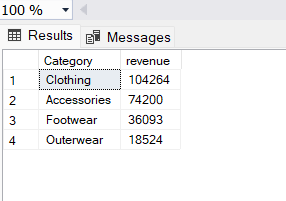 100 %
Results Messages
Category revenue
1 Clothing 104264
2 Accessories 74200
3 Footwear 36093
4 Outerwear 18524